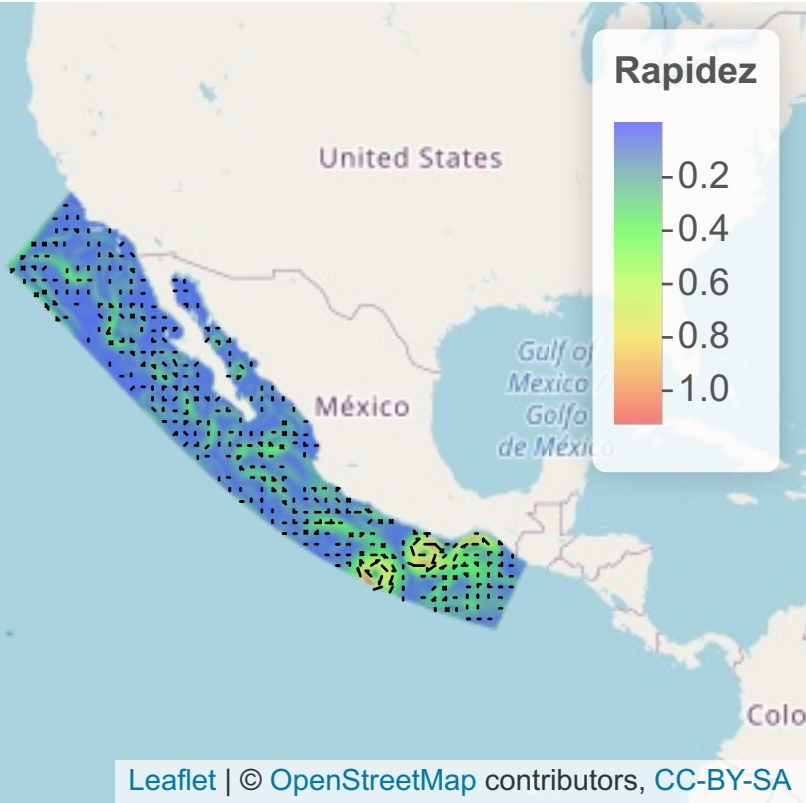 Rapidez
0.2
0.4
0.6
0.8
1.0
United States
Gulf of
Mexico /
Golfo
de México
México
Colo
Leaflet | © OpenStreetMap contributors, CC-BY-SA